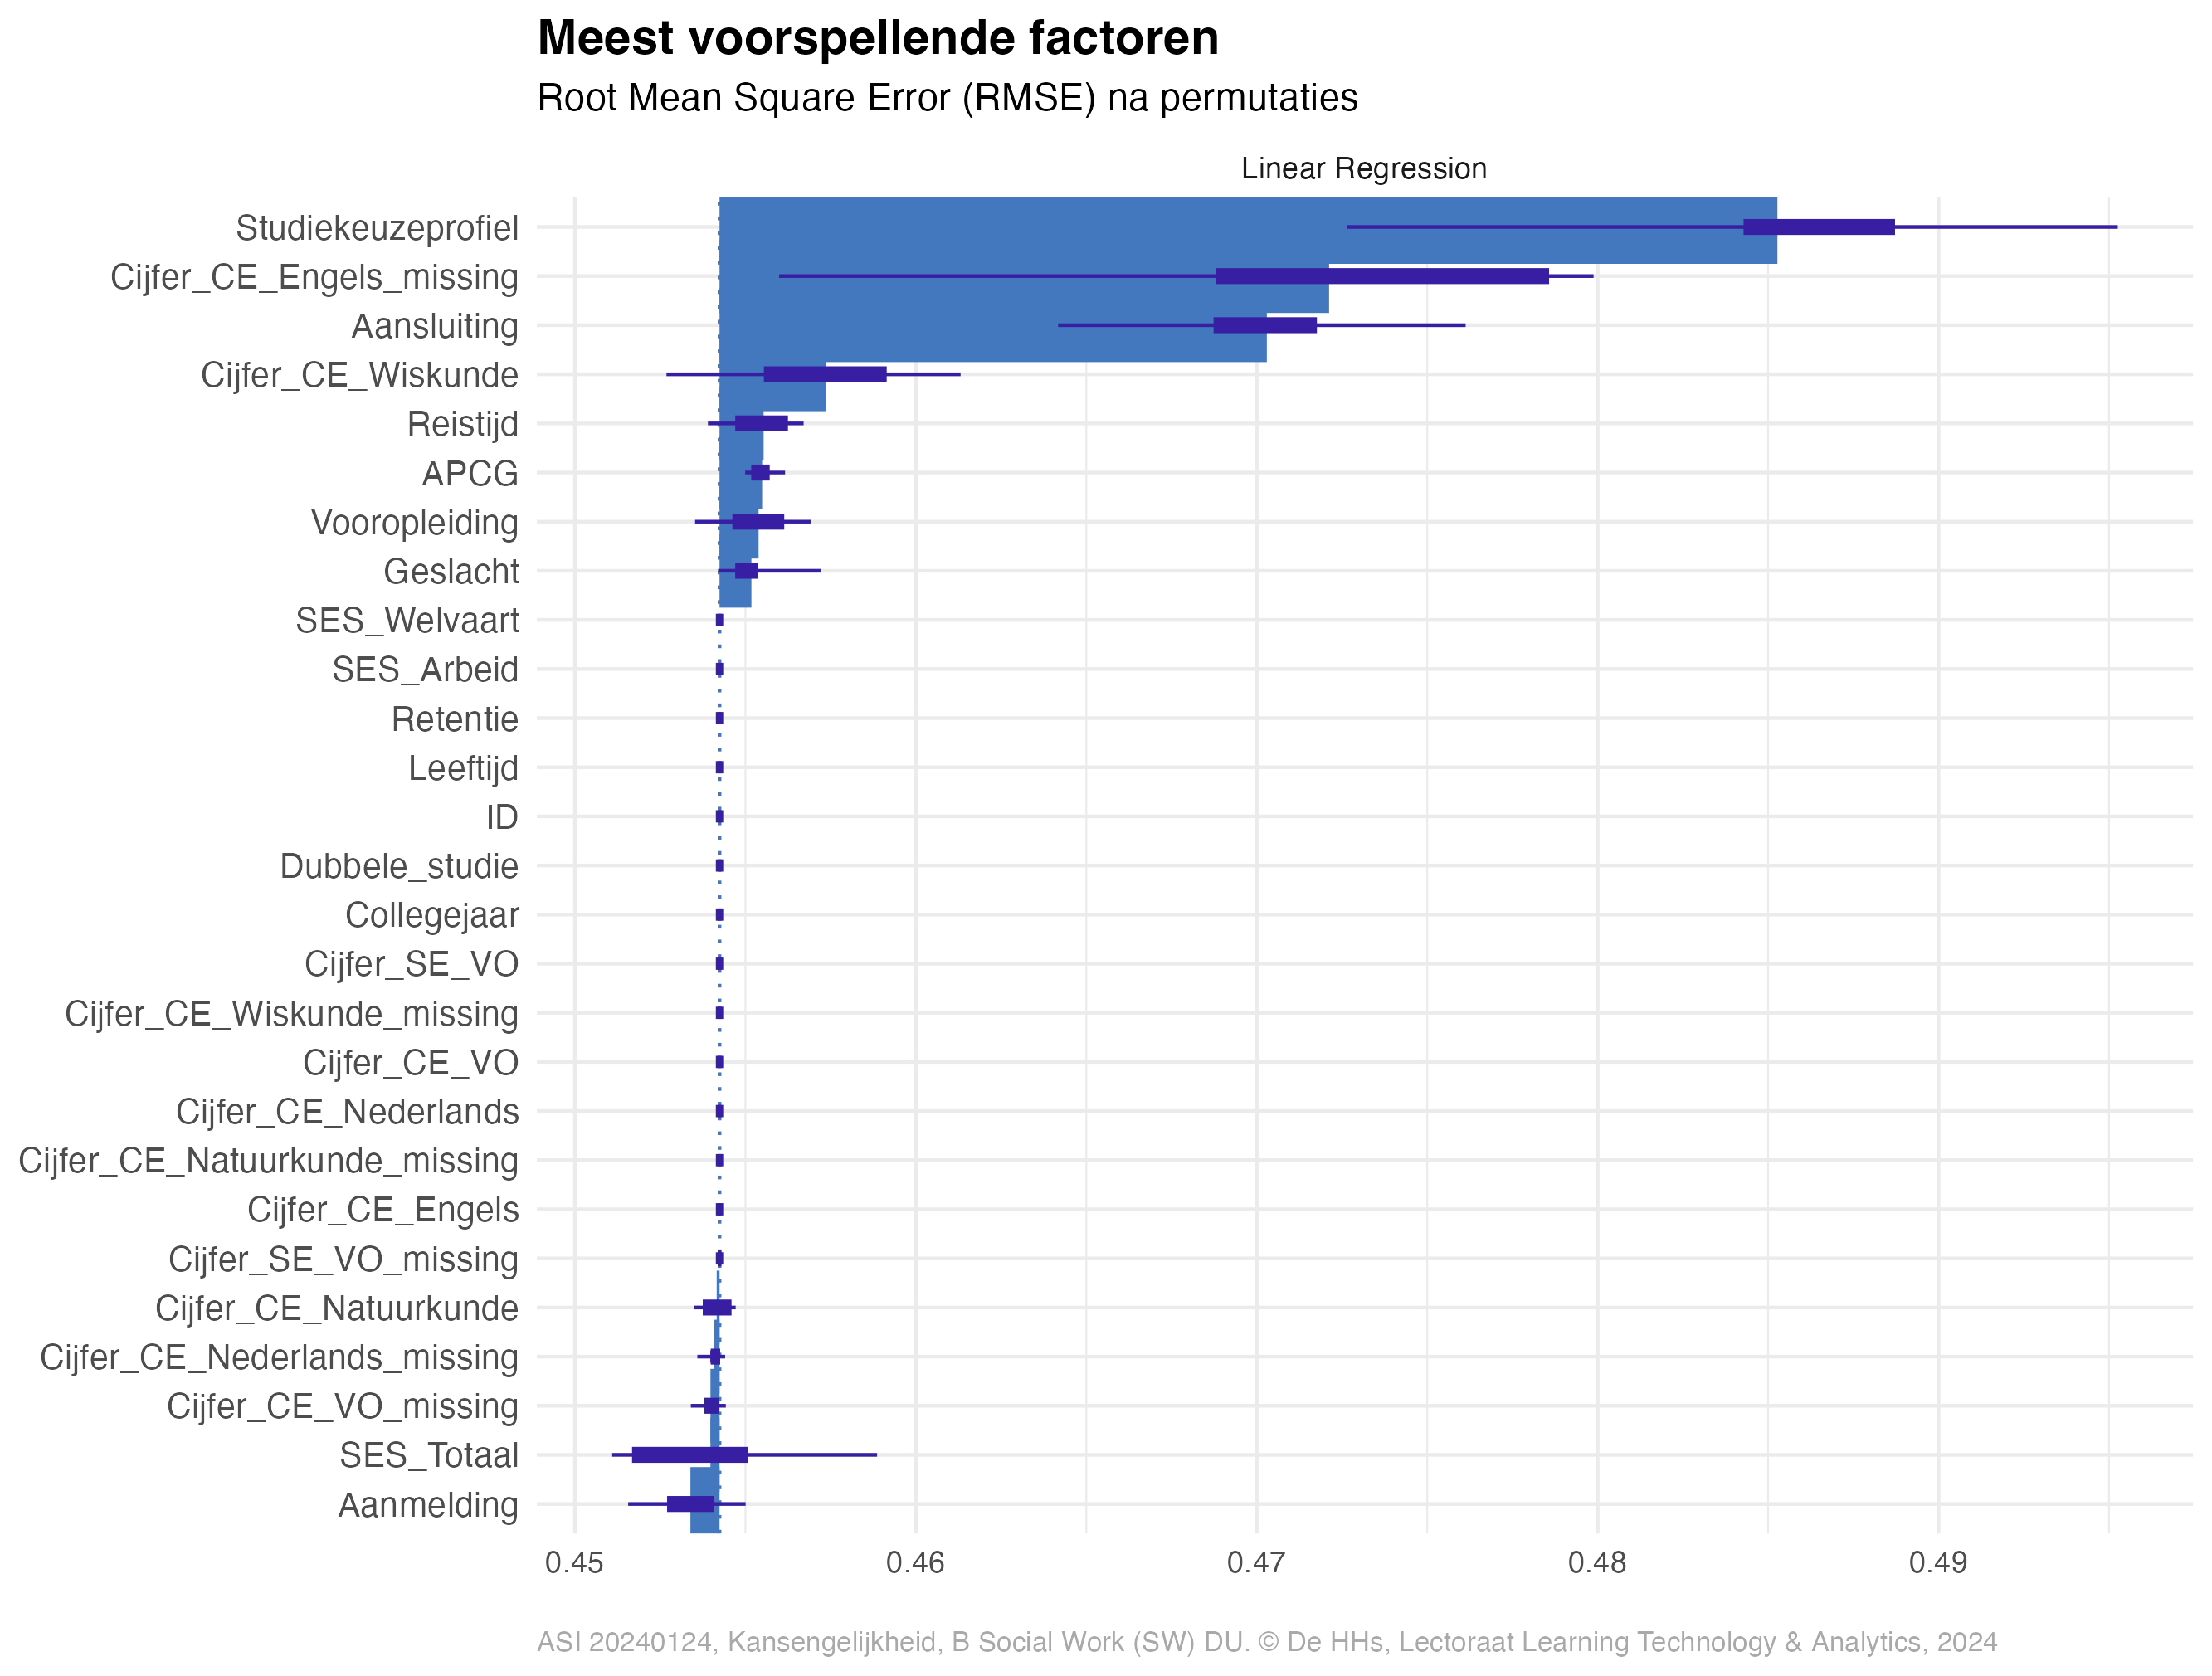 Meest voorspellende factoren
Root Mean Square Error (RMSE) na permutaties
Linear Regression
Studiekeuzeprofiel
Cijfer_CE_Engels_missing
Aansluiting
Cijfer_CE_Wiskunde
Reistijd
APCG
Vooropleiding
Geslacht
SES_Welvaart
SES_Arbeid
Retentie
Leeftijd
ID
Dubbele_studie
Collegejaar
Cijfer_SE_VO
Cijfer_CE_Wiskunde_missing
Cijfer_CE_VO
Cijfer_CE_Nederlands
Cijfer_CE_Natuurkunde_missing
Cijfer_CE_Engels
Cijfer_SE_VO_missing
Cijfer_CE_Natuurkunde
Cijfer_CE_Nederlands_missing
Cijfer_CE_VO_missing
SES_Totaal
Aanmelding
0.45 0.46 0.47 0.48 0.49
ASI 20240124, Kansengelijkheid, B Social Work (SW) DU. © De HHs, Lectoraat Learning Technology & Analytics, 2024